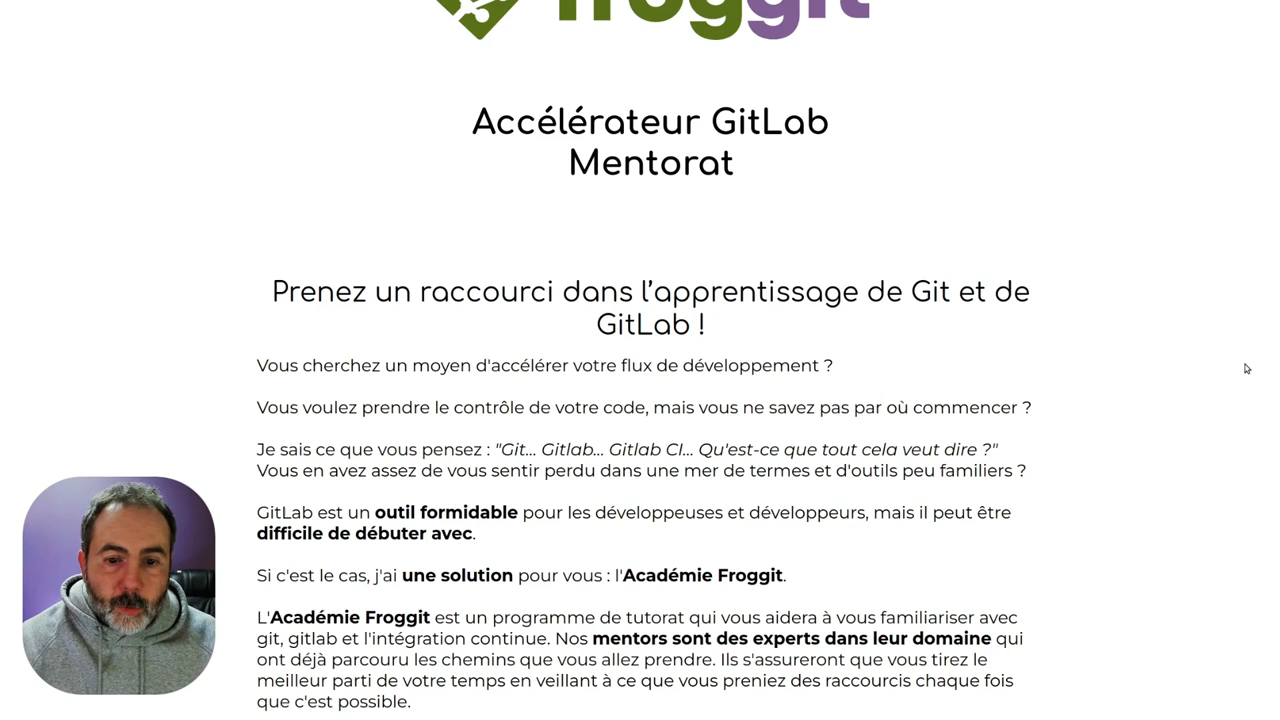 froggit
Accélérateur GitLab
Mentorat
Prenez un raccourci dans l’apprentissage de Git et de
GitLab !
Vous cherchez un moyen d'accélérer votre flux de développement ?
Vous voulez prendre le contrôle de votre code, mais vous ne savez pas par où commencer ?
Je sais ce que vous pensez : "Git... Gitlab... Gitlab CI... Qu'est-ce que tout cela veut dire ?"
Vous en avez assez de vous sentir perdu dans une mer de termes et d'outils peu familiers ?
GitLab est un outil formidable pour les développeuses et développeurs, mais il peut être
difficile de débuter avec.
Si c'est le cas, j'ai une solution pour vous : l'Académie Froggit.
L'Académie Froggit est un programme de tutorat qui vous aidera à vous familiariser avec
git, gitlab et l'intégration continue. Nos mentors sont des experts dans leur domaine qui
ont déjà parcouru les chemins que vous allez prendre. Ils s'assureront que vous tirez le
meilleur parti de votre temps en veillant à ce que vous preniez des raccourcis chaque fois
que c'est possible.